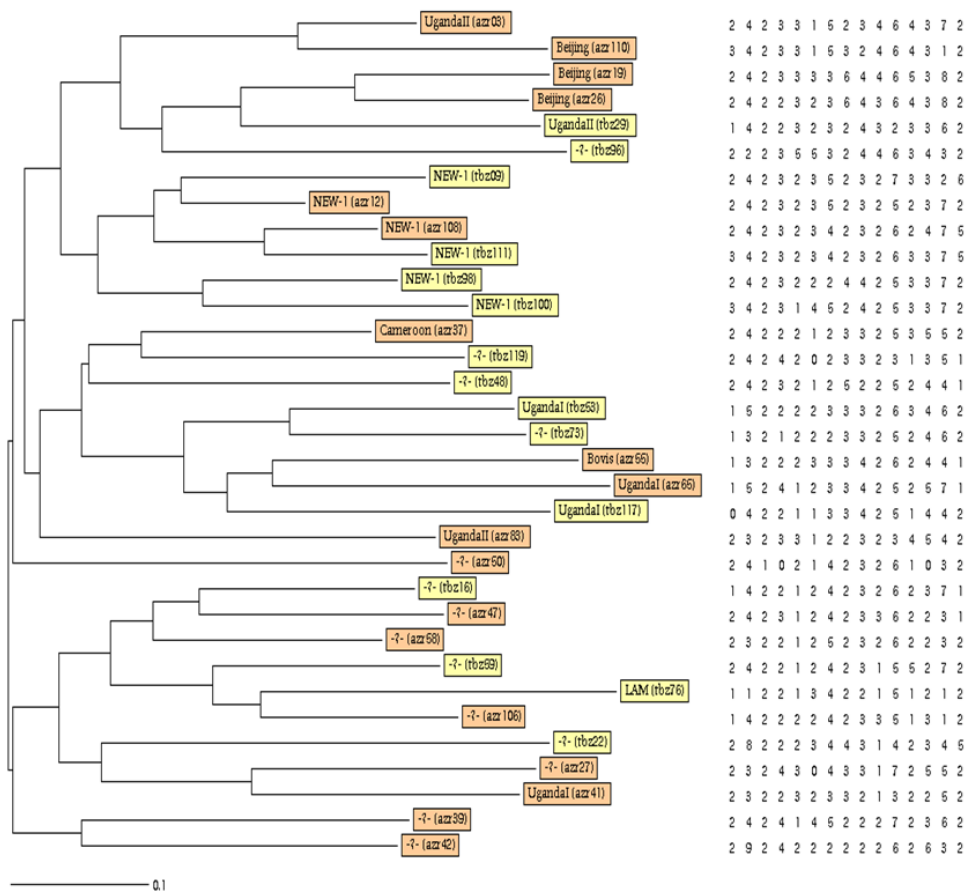 UgandaII (azr03) 2 4 2 3 3 1 5 2 3 4 6 4 3 7 2
Beijing (azr110) 3 4 2 3 3 1 5 3 2 4 6 4 3 1 2
Beijing (azr19) 2 4 2 3 3 3 3 6 4 4 6 5 3 8 2
Beijing (azr26) 2 4 2 2 3 2 3 6 4 3 6 4 3 8 2
UgandaII (tbz29) 1 4 2 2 3 2 3 2 4 3 2 3 3 6 2
-?- (tbz96) 2 2 2 3 5 5 3 2 4 4 6 3 4 3 2
NEW-1 (tbz09) 2 4 2 3 2 3 5 2 3 2 7 3 3 2 6
NEW-1 (azr12) 2 4 2 3 2 3 5 2 3 2 5 2 3 7 2
NEW-1 (azr108) 2 4 2 3 2 3 4 2 3 2 6 2 4 7 5
NEW-1 (tbz111) 3 4 2 3 2 3 4 2 3 2 6 3 3 7 5
NEW-1 (tbz98) 2 4 2 3 2 2 2 4 4 2 5 3 3 7 2
NEW-1 (tbz100) 3 4 2 3 1 4 5 2 4 2 5 3 3 7 2
Cameroon (azr37) 2 4 2 2 2 1 2 3 3 2 5 3 5 5 2
-?- (tbz119) 2 4 2 4 2 0 2 3 3 2 3 1 3 5 1
-?- (tbz48) 2 4 2 3 2 1 2 5 2 2 5 2 4 4 1
UgandaI (tbz53) 1 5 2 2 2 2 3 3 3 2 6 3 4 6 2
-?- (tbz73) 1 3 2 1 2 2 2 3 3 2 5 2 4 6 2
Bovis (azr55) 1 3 2 2 2 3 3 3 4 2 6 2 4 4 1
UgandaI (azr65) 1 5 2 4 1 2 3 3 4 2 5 2 5 7 1
UgandaI (tbz117) 0 4 2 2 1 1 3 3 4 2 5 1 4 4 2
UgandaII (azr83) 2 3 2 3 3 1 2 2 3 2 3 4 5 4 2
-?- (azr50) 2 4 1 0 2 1 4 2 3 2 6 1 0 3 2
-?- (tbz16) 1 4 2 2 1 2 4 2 3 2 6 2 3 7 1
-?- (azr47) 2 4 2 3 1 2 4 2 3 3 6 2 2 3 1
-?- (azr58) 2 3 2 2 1 2 5 2 3 2 6 2 2 3 2
-?- (tbz59) 2 4 2 2 1 2 4 2 3 1 5 5 2 7 2
LAM (tbz76) 1 1 2 2 1 3 4 2 2 1 5 1 2 1 2
-?- (azr106) 1 4 2 2 2 2 4 2 3 3 5 1 3 1 2
-?- (tbz22) 2 8 2 2 2 3 4 4 3 1 4 2 3 4 5
-?- (azr27) 2 3 2 4 3 0 4 3 3 1 7 2 5 5 2
UgandaI (azr41) 2 3 2 2 3 2 3 3 2 1 3 2 2 5 2
-?- (azr39) 2 4 2 4 1 4 5 2 2 2 7 2 3 6 2
-?- (azr42) 2 9 2 4 2 2 2 2 2 2 6 2 6 3 2
0.1